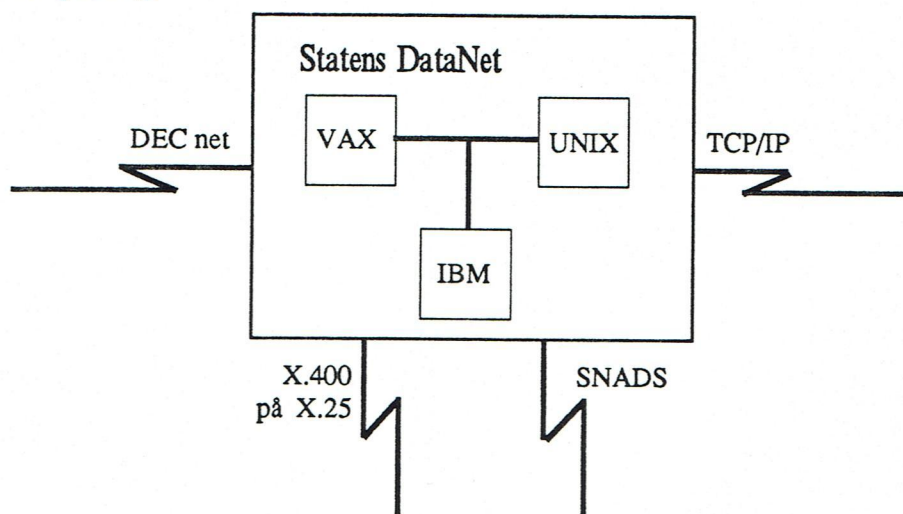 Statens DataNet
DEC net
VAX
UNIX
TCP/IP
IBM
X.400
på X.25
SNADS